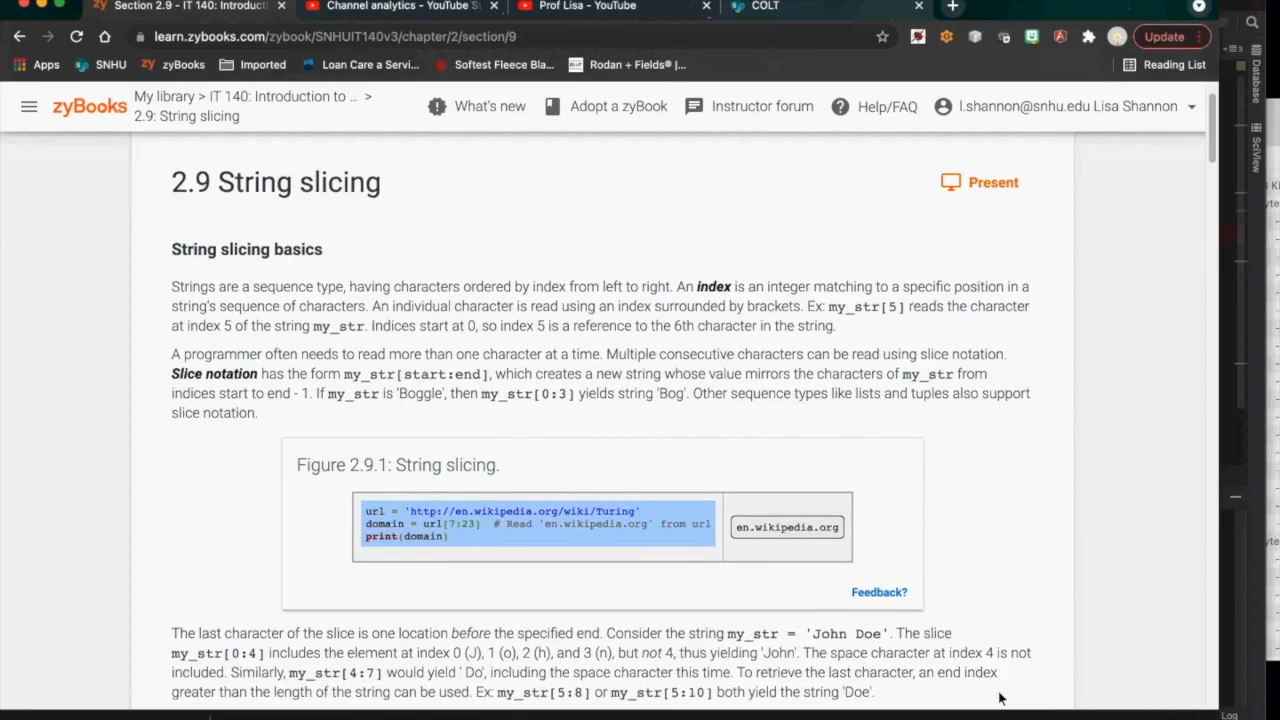 Section 2.9 - IT 140: Introducti
Channel analytics - YouTube St
Prof Lisa - YouTube
COLT
learn.zybooks.com/zybook/SNHUIT140v3/chapter/2/section/9
Update
Apps
SNHU
zyBooks
Imported
Loan Care a Servi...
Softest Fleece Bla...
Rodan + Fields® |...
Reading List
Database
SciView
zyBooks
My library > IT 140: Introduction to ... >
2.9: String slicing
What's new
Adopt a zyBook
Instructor forum
Help/FAQ
l.shannon@snhu.edu Lisa Shannon
2.9 String slicing
Present
String slicing basics
Strings are a sequence type, having characters ordered by index from left to right. An index is an integer matching to a specific position in a
string's sequence of characters. An individual character is read using an index surrounded by brackets. Ex: my_str[5] reads the character
at index 5 of the string my_str. Indices start at 0, so index 5 is a reference to the 6th character in the string.
A programmer often needs to read more than one character at a time. Multiple consecutive characters can be read using slice notation.
Slice notation has the form my_str[start:end], which creates a new string whose value mirrors the characters of my_str from
indices start to end - 1. If my_str is 'Boggle', then my_str[0:3] yields string 'Bog'. Other sequence types like lists and tuples also support
slice notation.
Figure 2.9.1: String slicing.
url = 'http://en.wikipedia.org/wiki/Turing'
domain = url[7:23]  # Read 'en.wikipedia.org' from url
print(domain)
en.wikipedia.org
Feedback?
The last character of the slice is one location before the specified end. Consider the string my_str = 'John Doe'. The slice
my_str[0:4] includes the element at index 0 (J), 1 (o), 2 (h), and 3 (n), but not 4, thus yielding 'John'. The space character at index 4 is not
included. Similarly, my_str[4:7] would yield ' Do', including the space character this time. To retrieve the last character, an end index
greater than the length of the string can be used. Ex: my_str[5:8] or my_str[5:10] both yield the string 'Doe'.
Log